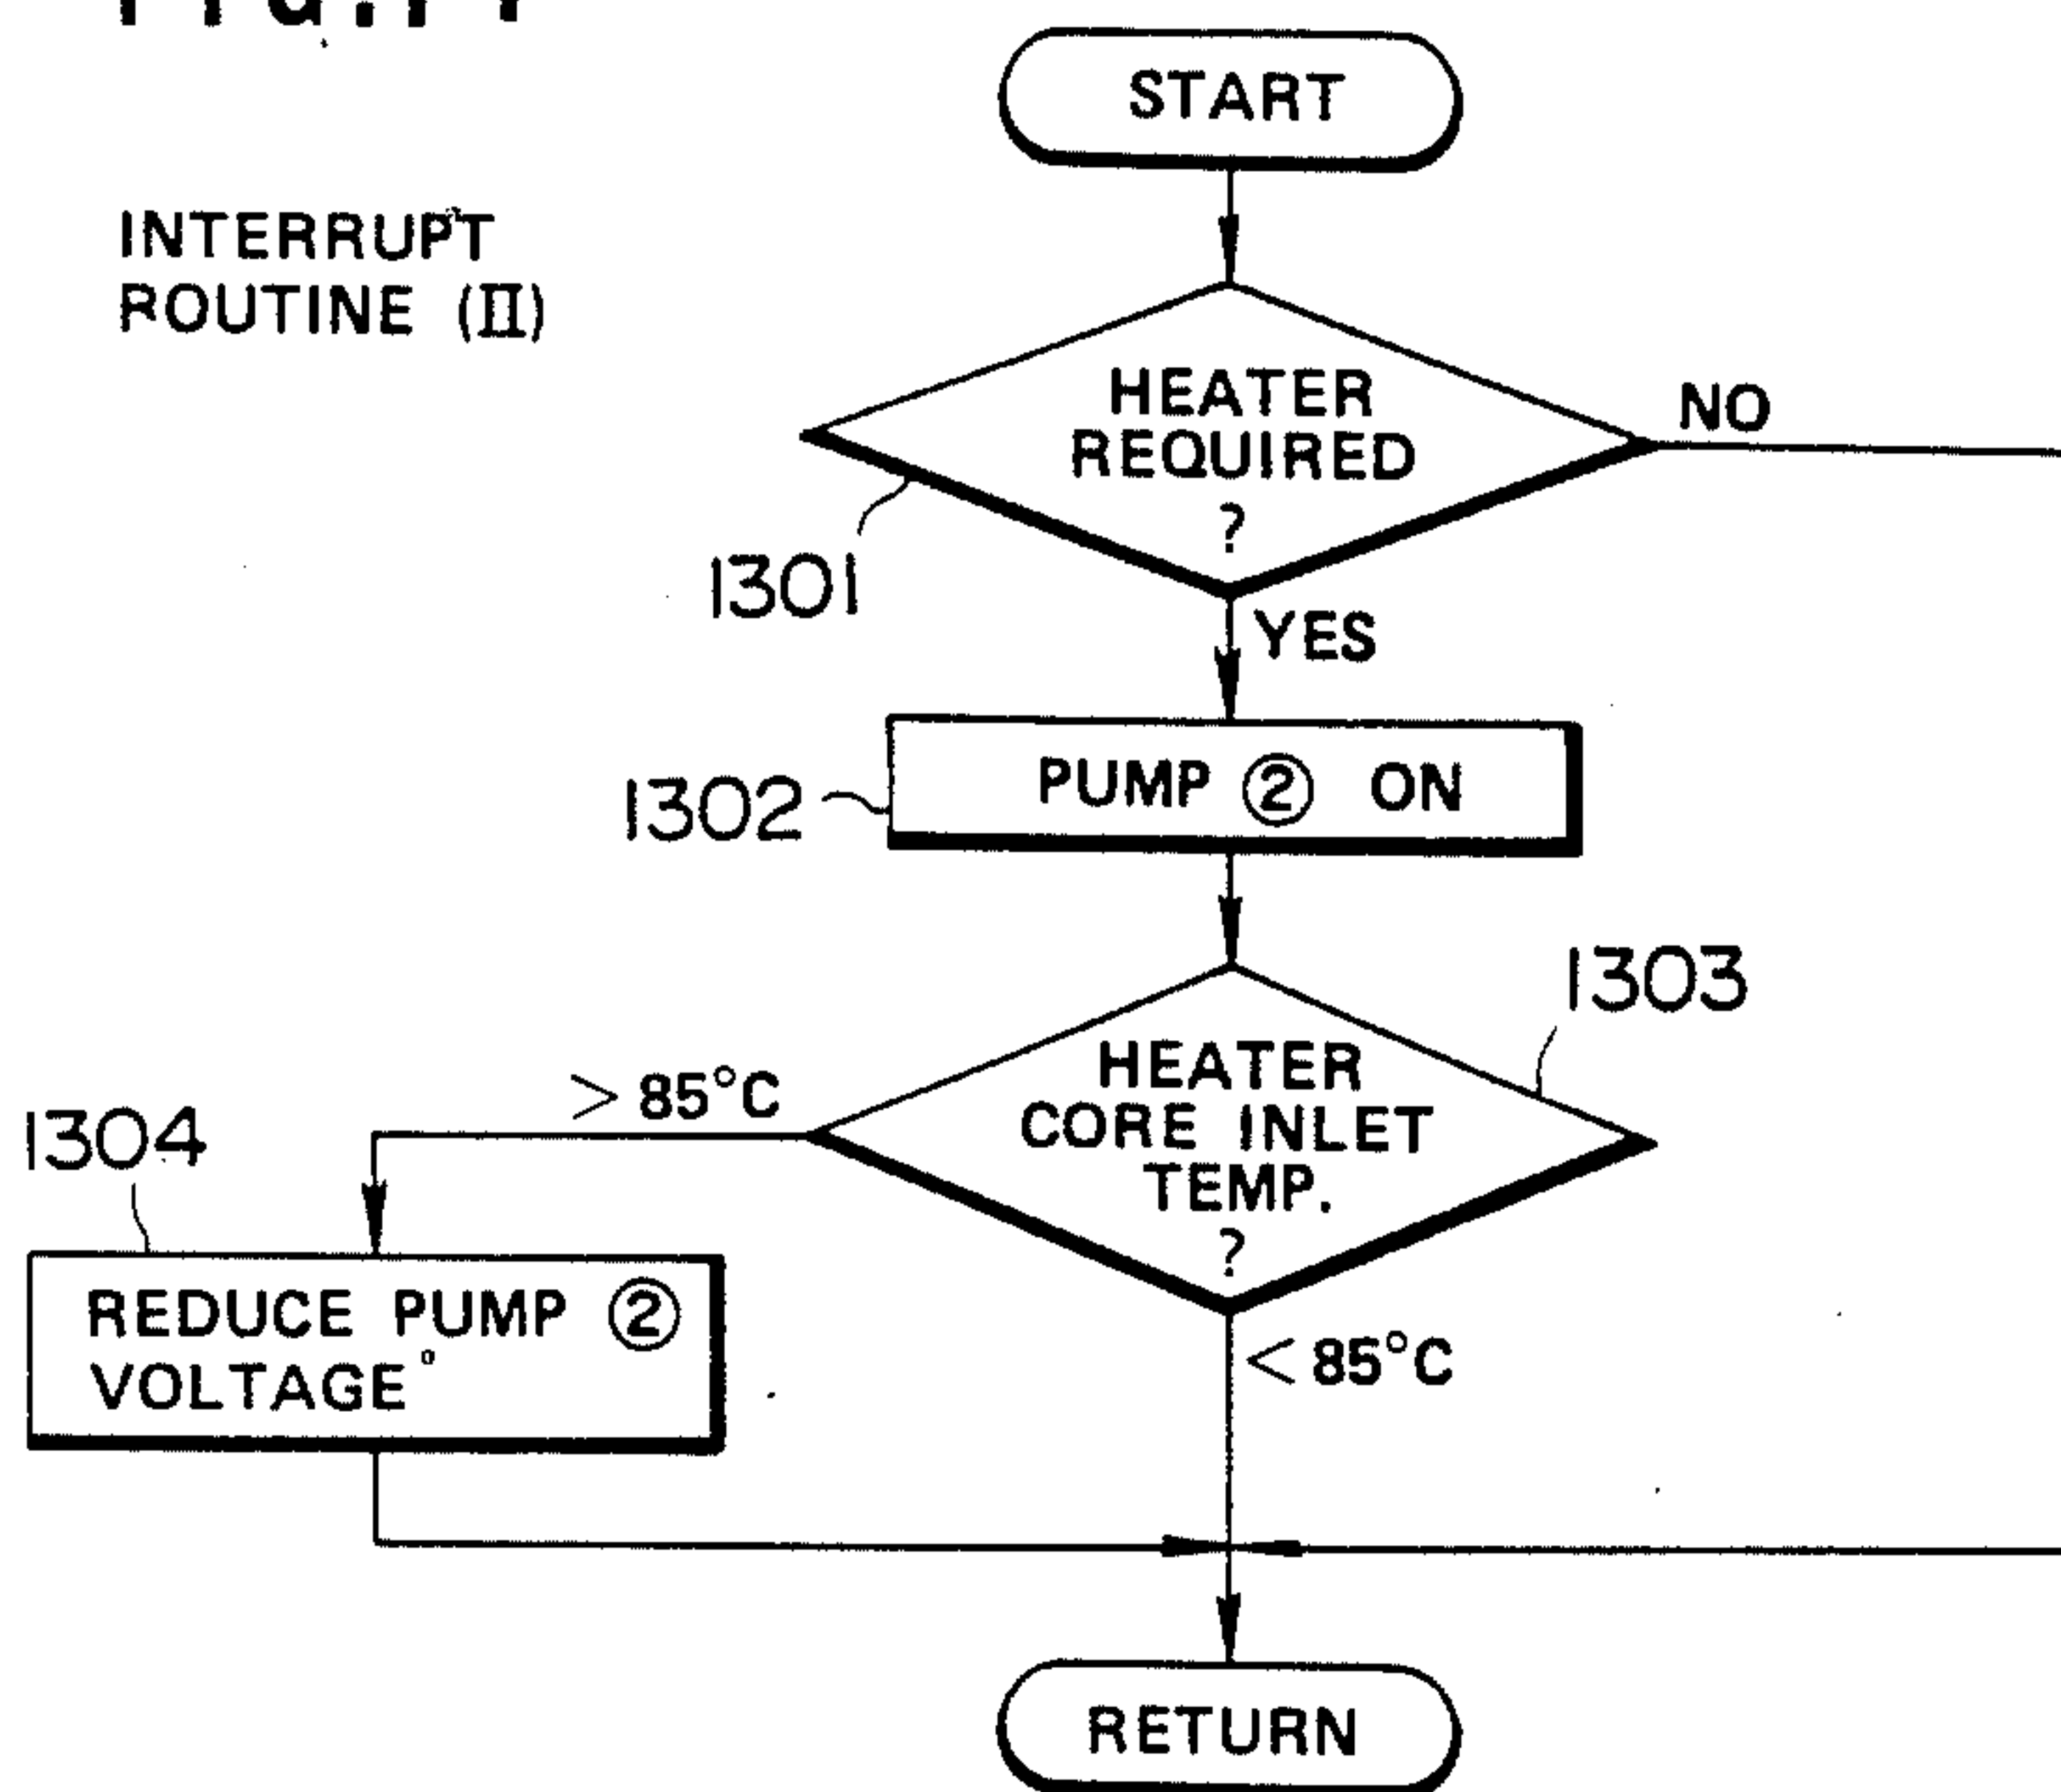 START
INTERRUPT
ROUTINE (II)
HEATER
REQUIRED
?
NO
1301
YES
PUMP ② ON
1302
1303
HEATER
CORE INLET
TEMP.
?
> 85°C
1304
REDUCE PUMP ②
VOLTAGE
< 85°C
RETURN